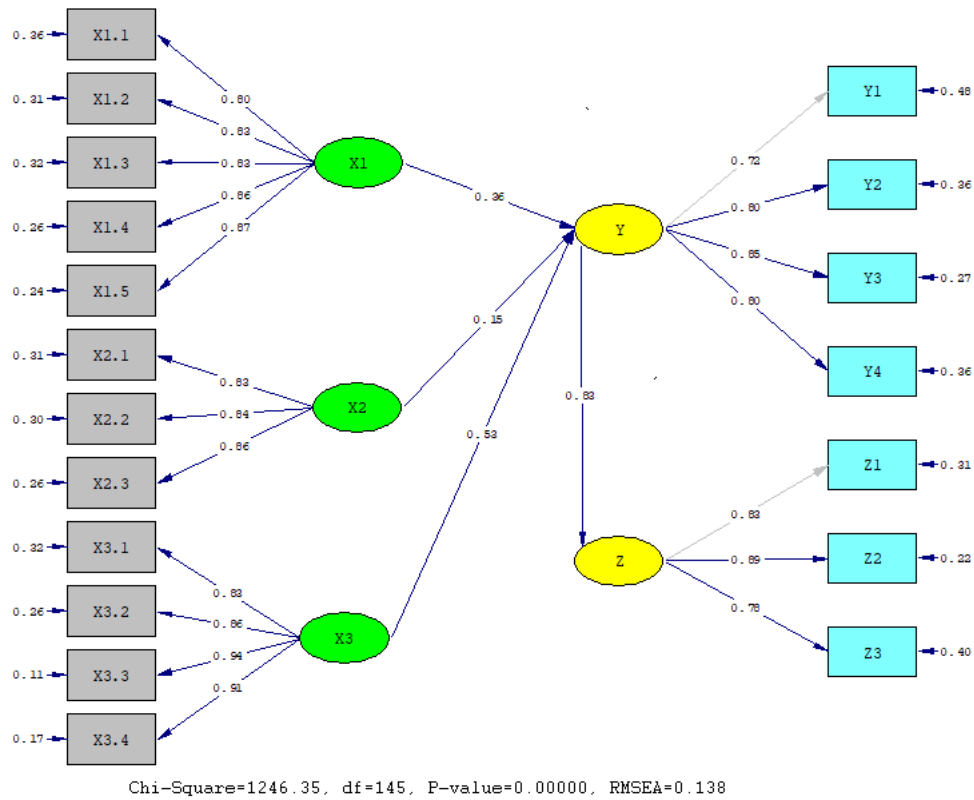 0.36 X1.1
0.31 X1.2
0.32 X1.3
0.26 X1.4
0.24 X1.5
0.31 X2.1
0.30 X2.2
0.26 X2.3
0.32 X3.1
0.26 X3.2
0.11 X3.3
0.17 X3.4
0.80
0.83
0.83
0.86
0.87
0.83
0.84
0.86
0.83
0.86
0.94
0.91
X1
X2
X3
0.36
0.15
0.53
Y
0.83
Z
0.72
0.80
0.85
0.80
0.83
0.89
0.78
Y1 0.48
Y2 0.36
Y3 0.27
Y4 0.36
Z1 0.31
Z2 0.22
Z3 0.40
Chi-Square=1246.35, df=145, P-value=0.00000, RMSEA=0.138